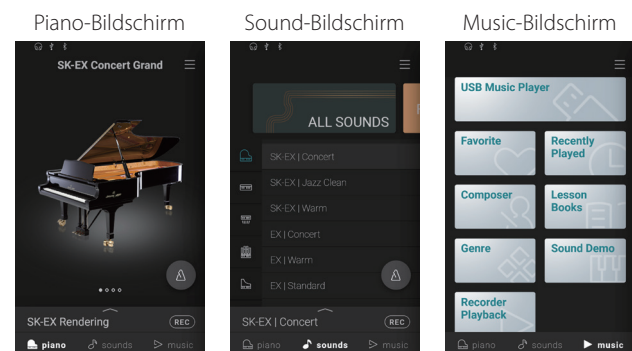 Piano-Bildschirm
SK-EX Concert Grand
SK-EX Rendering
REC
piano
sounds
music
Sound-Bildschirm
ALL SOUNDS
SK-EX | Concert
SK-EX | Jazz Clean
SK-EX | Warm
EX | Concert
EX | Warm
EX | Standard
SK-EX | Concert
REC
piano
sounds
music
Music-Bildschirm
USB Music Player
Favorite
Recently
Played
Composer
Lesson
Books
Genre
Sound Demo
Recorder
Playback
piano
sounds
music